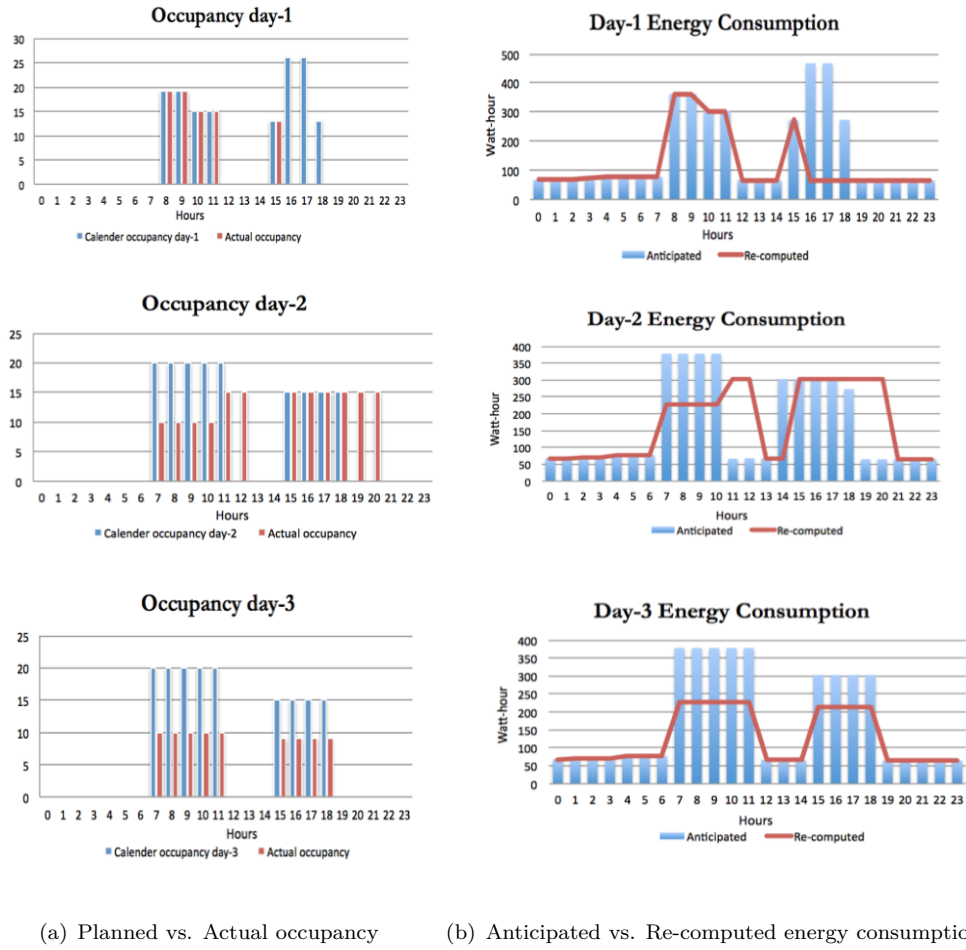 Occupancy day-1
30
25
20
15
10
5
0
0 1 2 3 4 5 6 7 8 9 10 11 12 13 14 15 16 17 18 19 20 21 22 23
Hours
Calender occupancy day-1 Actual occupancy
Day-1 Energy Consumption
500
400
300
200
100
0
Watt-hour
0 1 2 3 4 5 6 7 8 9 10 11 12 13 14 15 16 17 18 19 20 21 22 23
Hours
Anticipated Re-computed
Occupancy day-2
25
20
15
10
5
0
0 1 2 3 4 5 6 7 8 9 10 11 12 13 14 15 16 17 18 19 20 21 22 23
Hours
Calender occupancy day-2 Actual occupancy
Day-2 Energy Consumption
400
350
300
250
200
150
100
50
0
Watt-hour
0 1 2 3 4 5 6 7 8 9 10 11 12 13 14 15 16 17 18 19 20 21 22 23
Hours
Anticipated Re-computed
Occupancy day-3
25
20
15
10
5
0
0 1 2 3 4 5 6 7 8 9 10 11 12 13 14 15 16 17 18 19 20 21 22 23
Hours
Calender occupancy day-3 Actual occupancy
Day-3 Energy Consumption
400
350
300
250
200
150
100
50
0
Watt-hour
0 1 2 3 4 5 6 7 8 9 10 11 12 13 14 15 16 17 18 19 20 21 22 23
Hours
Anticipated Re-computed
(a) Planned vs. Actual occupancy
(b) Anticipated vs. Re-computed energy consumptio